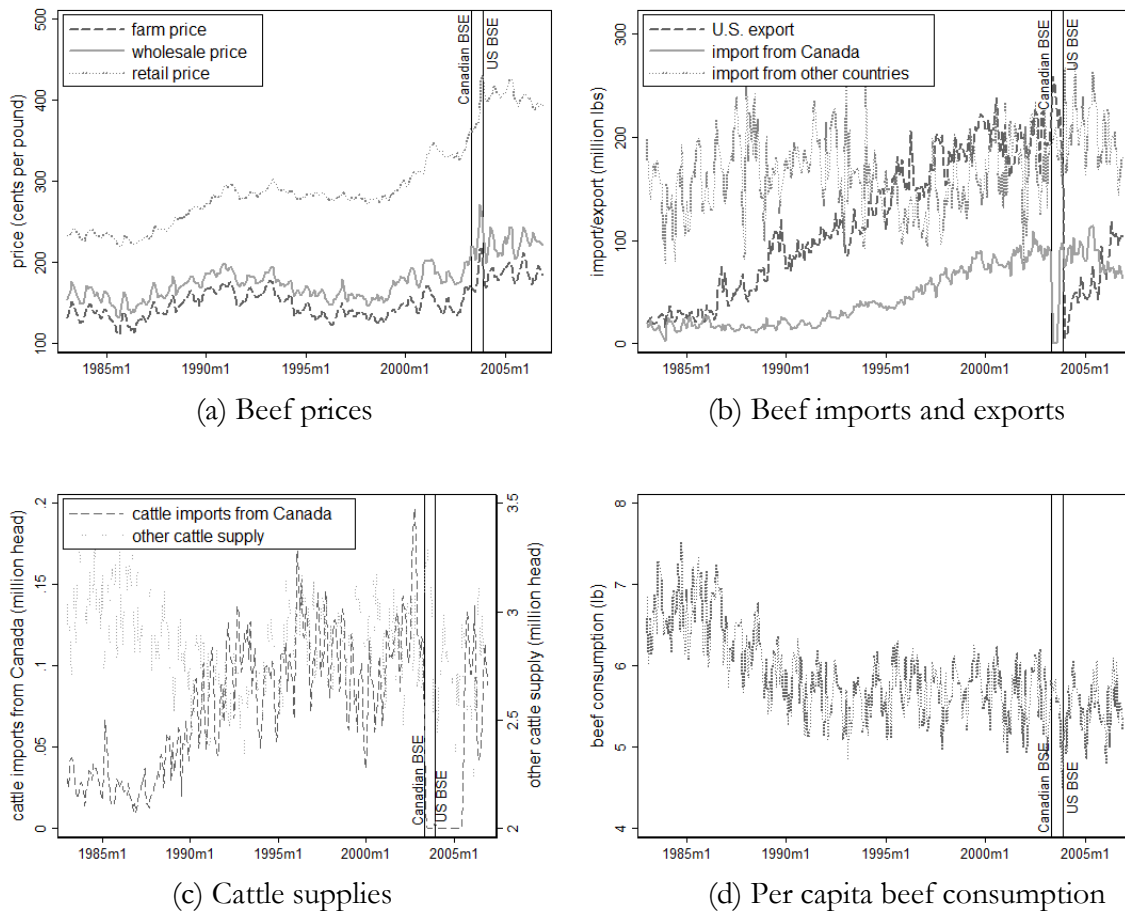 farm price
wholesale price
retail price
Canadian BSE
US BSE
price (cents per pound)
500
400
300
200
100
1985m1 1990m1 1995m1 2000m1 2005m1
(a) Beef prices
U.S. export
import from Canada
import from other countries
Canadian BSE
US BSE
import/export (million lbs)
300
200
100
0
1985m1 1990m1 1995m1 2000m1 2005m1
(b) Beef imports and exports
cattle imports from Canada
other cattle supply
Canadian BSE
US BSE
cattle imports from Canada (million head)
.2
.15
.1
.05
0
other cattle supply (million head)
3.5
3
2.5
2
1985m1 1990m1 1995m1 2000m1 2005m1
(c) Cattle supplies
Canadian BSE
US BSE
beef consumption (lb)
8
7
6
5
4
1985m1 1990m1 1995m1 2000m1 2005m1
(d) Per capita beef consumption